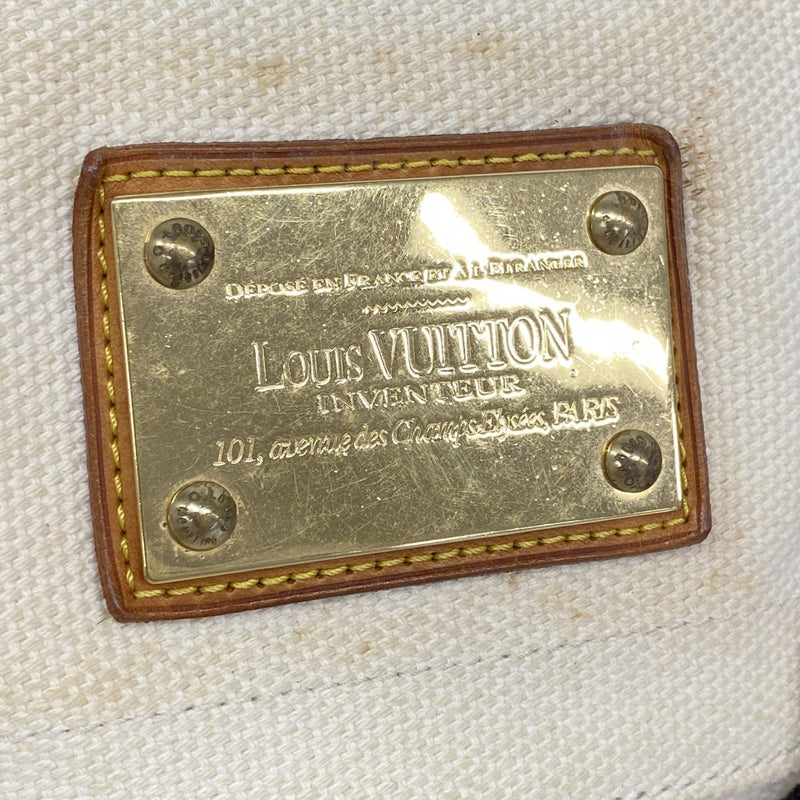 DEPOSE EN FRANCE ET A L'ETRANGER
LOUIS VUITTON
INVENTEUR
101, avenue des Champs-Elysées, PARIS